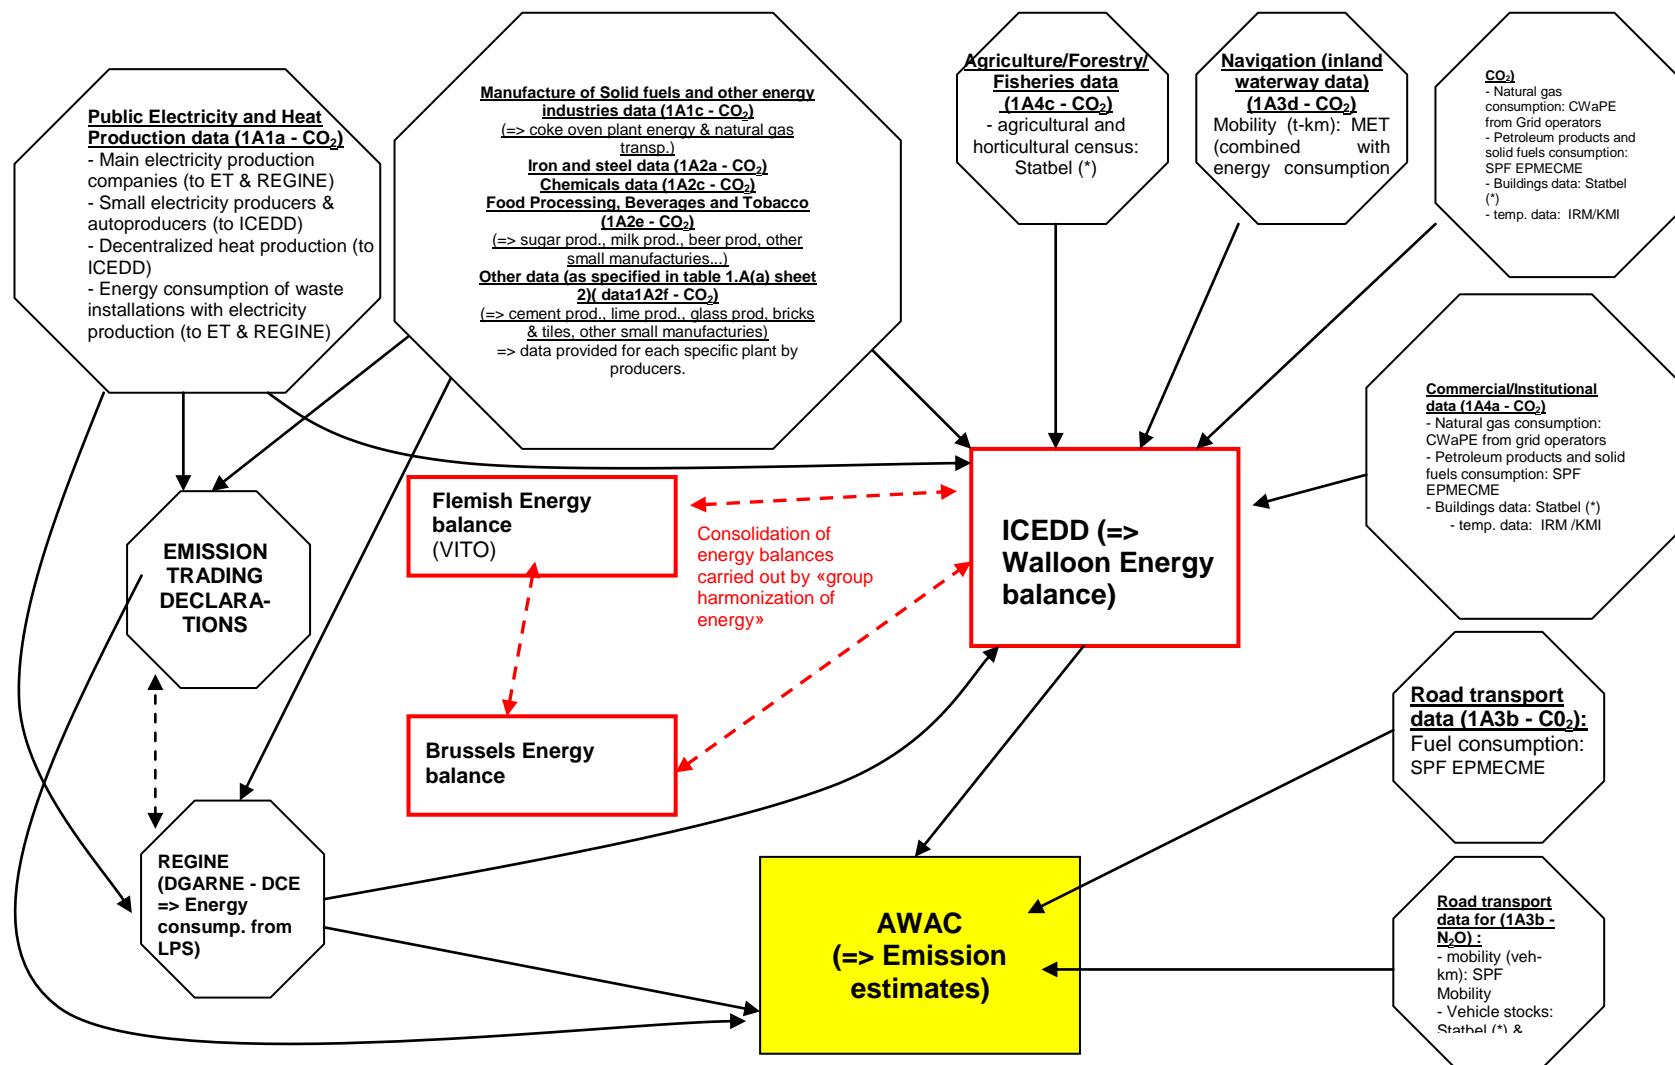 Public Electricity and Heat
Production data (1A1a - CO₂)
- Main electricity production
companies (to ET & REGINE)
- Small electricity producers &
autoproducers (to ICEDD)
- Decentralized heat production (to
ICEDD)
- Energy consumption of waste
installations with electricity
production (to ET & REGINE)
Manufacture of Solid fuels and other energy
industries data (1A1c - CO₂)
(=> coke oven plant energy & natural gas
transp.)
Iron and steel data (1A2a - CO₂)
Chemicals data (1A2c - CO₂)
Food Processing, Beverages and Tobacco
(1A2e - CO₂)
(=> sugar prod., milk prod., beer prod, other
small manufacturies...)
Other data (as specified in table 1.A(a) sheet
2)( data1A2f - CO₂)
(=> cement prod., lime prod., glass prod, bricks
& tiles, other small manufacturies)
=> data provided for each specific plant by
producers.
Agriculture/Forestry/
Fisheries data
(1A4c - CO₂)
- agricultural and
horticultural census:
Statbel (*)
Navigation (inland
waterway data)
(1A3d - CO₂)
Mobility (t-km): MET
(combined with
energy consumption
CO₂)
- Natural gas
consumption: CWaPE
from Grid operators
- Petroleum products and
solid fuels consumption:
SPF EPMECME
- Buildings data: Statbel
(*)
- temp. data: IRM/KMI
Commercial/Institutional
data (1A4a - CO₂)
- Natural gas consumption:
CWaPE from grid operators
- Petroleum products and solid
fuels consumption: SPF
EPMECME
- Buildings data: Statbel (*)
- temp. data: IRM /KMI
EMISSION
TRADING
DECLARA-
TIONS
Flemish Energy
balance
(VITO)
Consolidation of
energy balances
carried out by «group
harmonization of
energy»
ICEDD (=>
Walloon Energy
balance)
Brussels Energy
balance
Road transport
data (1A3b - C0₂):
Fuel consumption:
SPF EPMECME
REGINE
(DGARNE - DCE
=> Energy
consump. from
LPS)
AWAC
(=> Emission
estimates)
Road transport
data for (1A3b -
N₂O) :
- mobility (veh-
km): SPF
Mobility
- Vehicle stocks:
Statbel (*) &